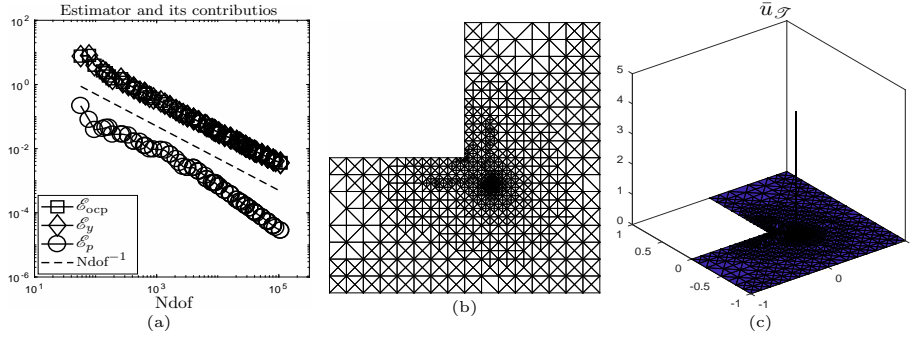 Estimator and its contributios
10^2
10^0
10^-2
10^-4
10^-6
ℰ_ocp
ℰ_y
ℰ_p
Ndof^-1
10^1
10^3
10^5
Ndof
(a)
(b)
ū_𝒯
5
4
3
2
1
0
1
0.5
0
-0.5
-1
-1
0
(c)